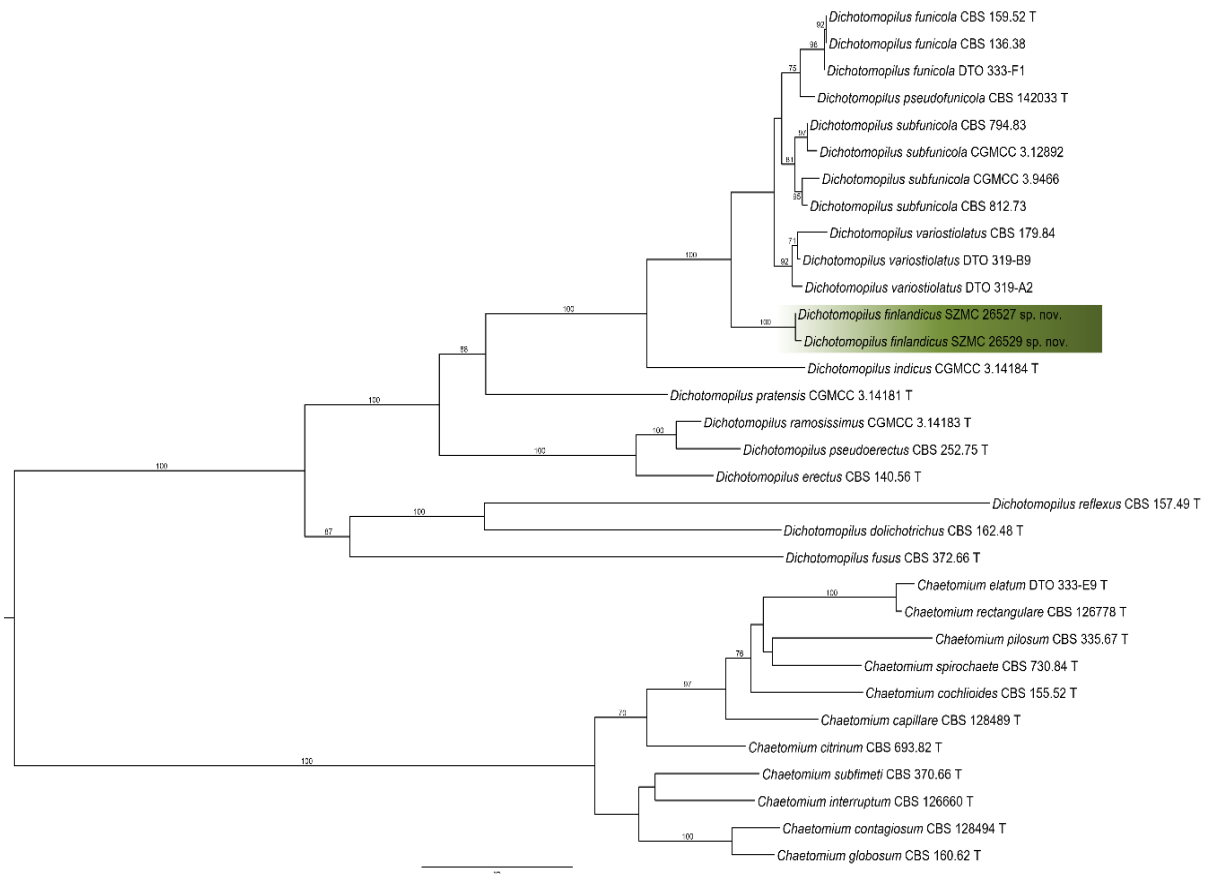 92
Dichotomopilus funicola CBS 159.52 T
96
Dichotomopilus funicola CBS 136.38
Dichotomopilus funicola DTO 333-F1
75
Dichotomopilus pseudofunicola CBS 142033 T
Dichotomopilus subfunicola CBS 794.83
97
Dichotomopilus subfunicola CGMCC 3.12892
81
Dichotomopilus subfunicola CGMCC 3.9466
95
Dichotomopilus subfunicola CBS 812.73
Dichotomopilus variostiolatus CBS 179.84
71
92
Dichotomopilus variostiolatus DTO 319-B9
100
Dichotomopilus variostiolatus DTO 319-A2
Dichotomopilus finlandicus SZMC 26527 sp. nov.
100
100
Dichotomopilus finlandicus SZMC 26529 sp. nov.
Dichotomopilus indicus CGMCC 3.14184 T
Dichotomopilus pratensis CGMCC 3.14181 T
100
Dichotomopilus ramosissimus CGMCC 3.14183 T
100
Dichotomopilus pseudoerectus CBS 252.75 T
100
Dichotomopilus erectus CBS 140.56 T
100
Dichotomopilus reflexus CBS 157.49 T
100
Dichotomopilus dolichotrichus CBS 162.48 T
Dichotomopilus fusus CBS 372.66 T
Chaetomium elatum DTO 333-E9 T
100
Chaetomium rectangulare CBS 126778 T
Chaetomium pilosum CBS 335.67 T
76
Chaetomium spirochaete CBS 730.84 T
97
Chaetomium cochlioides CBS 155.52 T
Chaetomium capillare CBS 128489 T
Chaetomium citrinum CBS 693.82 T
100
Chaetomium subfimeti CBS 370.66 T
Chaetomium interruptum CBS 126660 T
Chaetomium contagiosum CBS 128494 T
100
Chaetomium globosum CBS 160.62 T